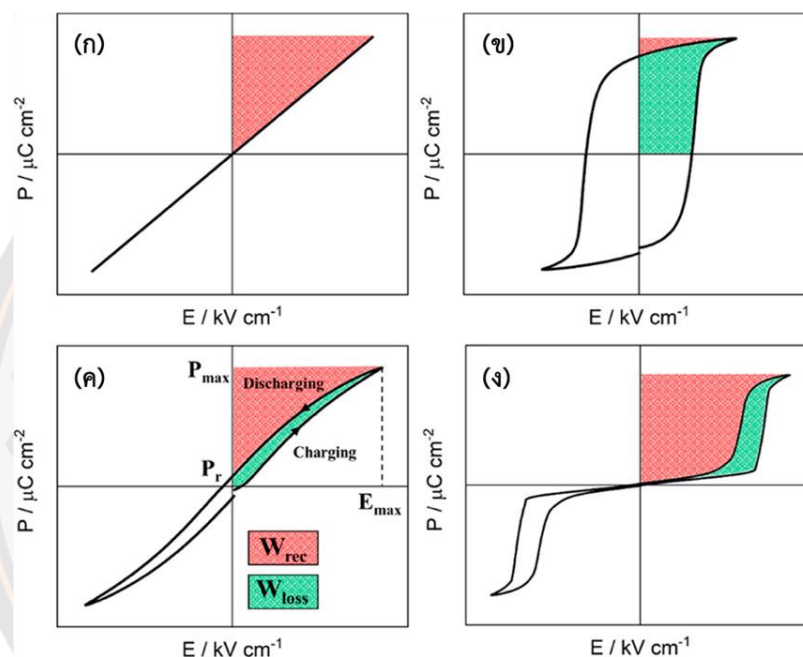 (ก)
P / μC cm⁻²
E / kV cm⁻¹
(ข)
P / μC cm⁻²
E / kV cm⁻¹
(ค)
P / μC cm⁻²
Pmax
Discharging
Charging
Pr
Emax
Wrec
Wloss
E / kV cm⁻¹
(ง)
P / μC cm⁻²
E / kV cm⁻¹